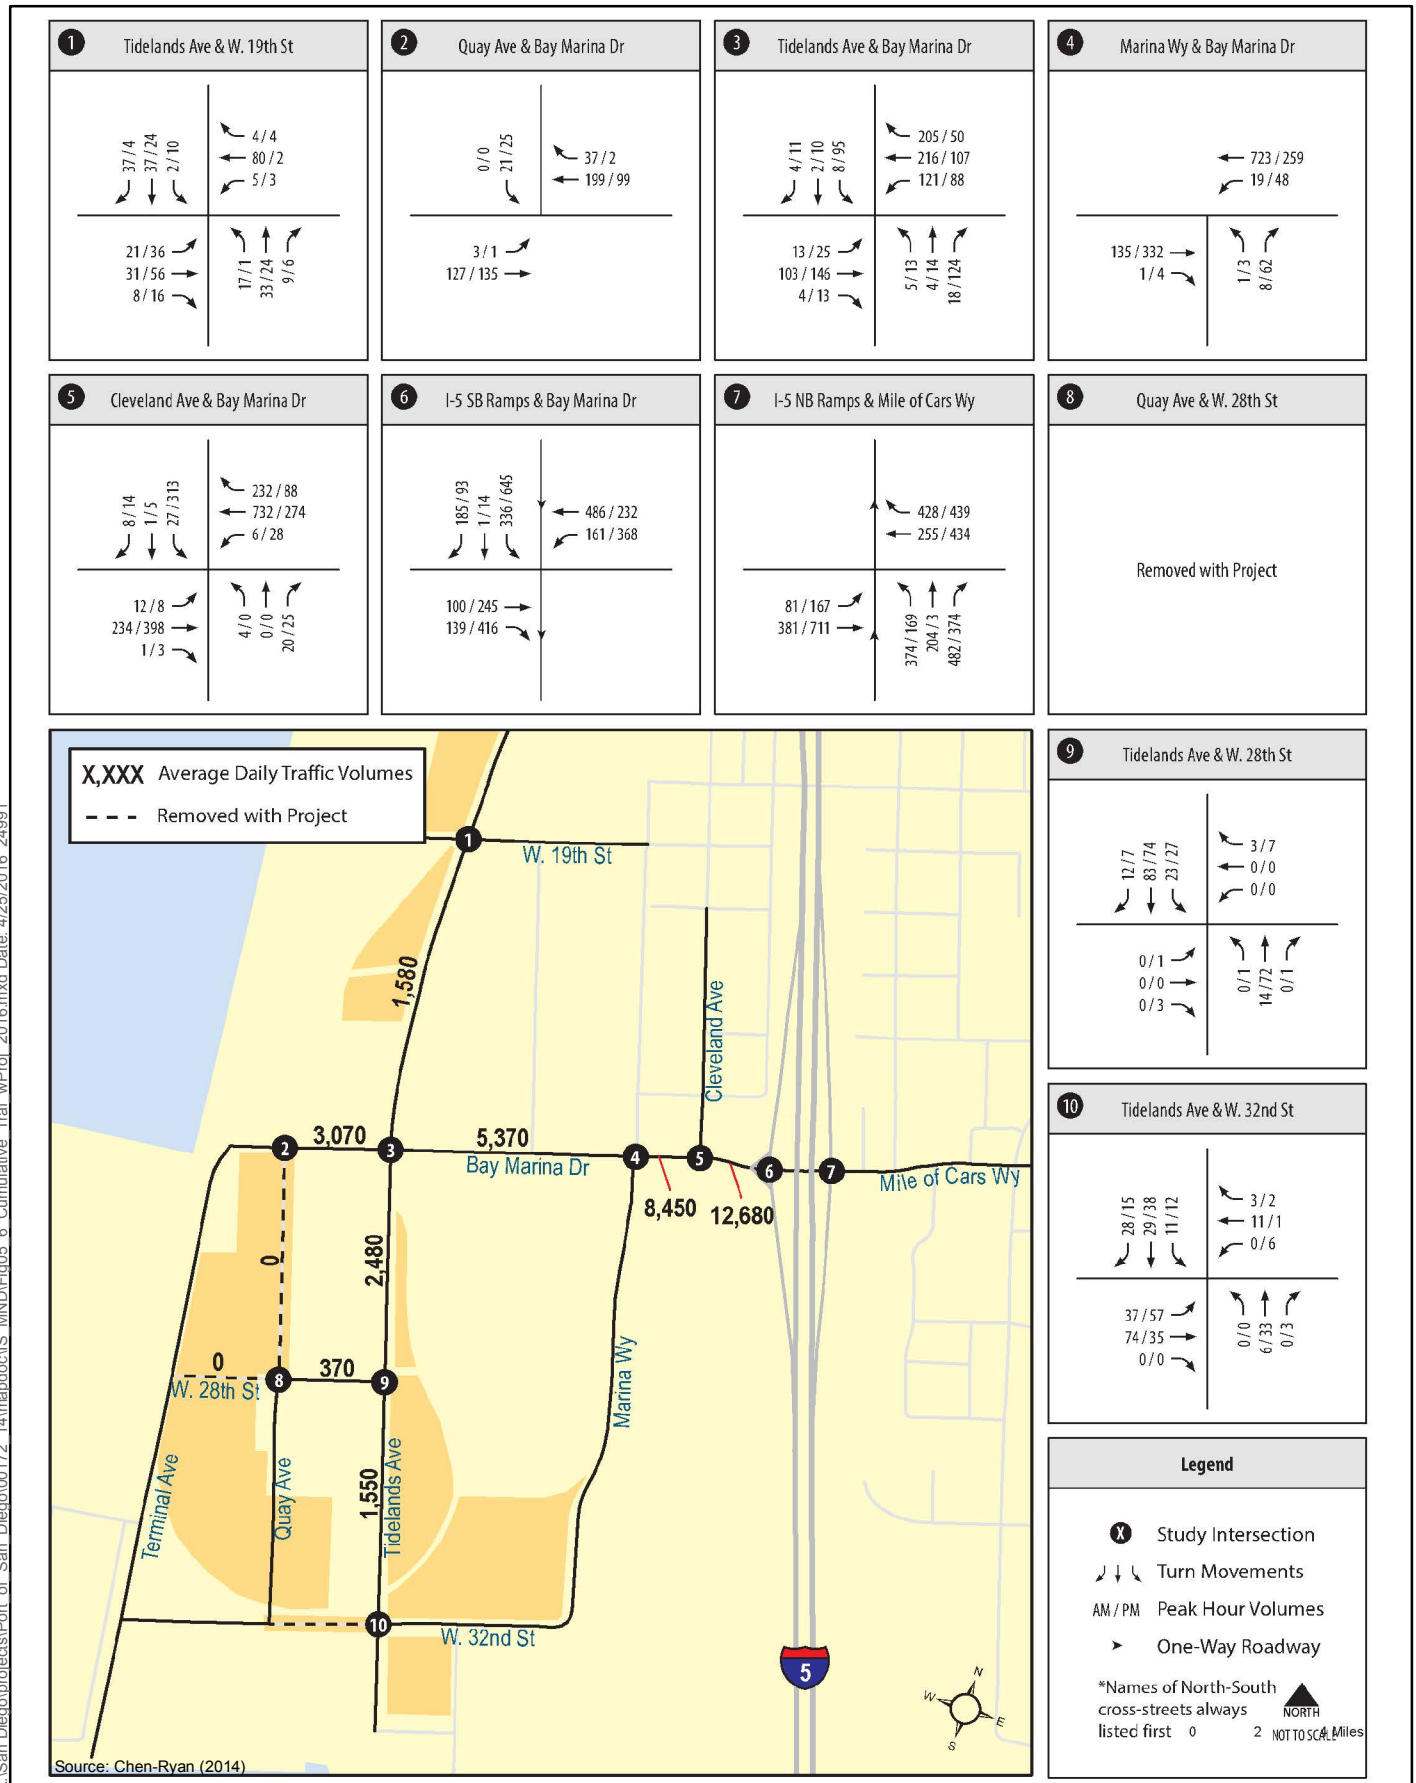 1 Tidelands Ave & W. 19th St
37 / 4
37 / 24
2 / 10
4 / 4
80 / 2
5 / 3
21 / 36
31 / 56
8 / 16
17 / 1
33 / 24
9 / 6
2 Quay Ave & Bay Marina Dr
0 / 0
21 / 25
37 / 2
199 / 99
3 / 1
127 / 135
3 Tidelands Ave & Bay Marina Dr
4 / 11
2 / 10
8 / 95
205 / 50
216 / 107
121 / 88
13 / 25
103 / 146
4 / 13
5 / 13
4 / 14
18 / 124
4 Marina Wy & Bay Marina Dr
723 / 259
19 / 48
135 / 332
1 / 4
1 / 3
8 / 62
5 Cleveland Ave & Bay Marina Dr
8 / 14
1 / 5
27 / 313
232 / 88
732 / 274
6 / 28
12 / 8
234 / 398
1 / 3
4 / 0
0 / 0
20 / 25
6 I-5 SB Ramps & Bay Marina Dr
185 / 93
1 / 14
336 / 645
486 / 232
161 / 368
100 / 245
139 / 416
7 I-5 NB Ramps & Mile of Cars Wy
428 / 439
255 / 434
81 / 167
381 / 711
374 / 169
204 / 3
482 / 374
8 Quay Ave & W. 28th St
Removed with Project
9 Tidelands Ave & W. 28th St
12 / 7
83 / 74
23 / 27
3 / 7
0 / 0
0 / 0
0 / 1
0 / 0
0 / 3
0 / 1
14 / 72
0 / 1
10 Tidelands Ave & W. 32nd St
28 / 15
29 / 38
11 / 12
3 / 2
11 / 1
0 / 6
37 / 57
74 / 35
0 / 0
0 / 0
6 / 33
0 / 3
X,XXX Average Daily Traffic Volumes
Removed with Project
1
W. 19th St
1,580
Cleveland Ave
2
3,070
3
5,370
Bay Marina Dr
4
5
6
7
Mile of Cars Wy
8,450
12,680
0
2,480
0
W. 28th St
8
370
9
Marina Wy
Terminal Ave
Quay Ave
1,550
Tidelands Ave
10
W. 32nd St
5
N
W
E
S
Source: Chen-Ryan (2014)
Legend
X Study Intersection
Turn Movements
AM / PM Peak Hour Volumes
One-Way Roadway
*Names of North-South
cross-streets always
listed first
NORTH
NOT TO SCALE
0 2 4 Miles